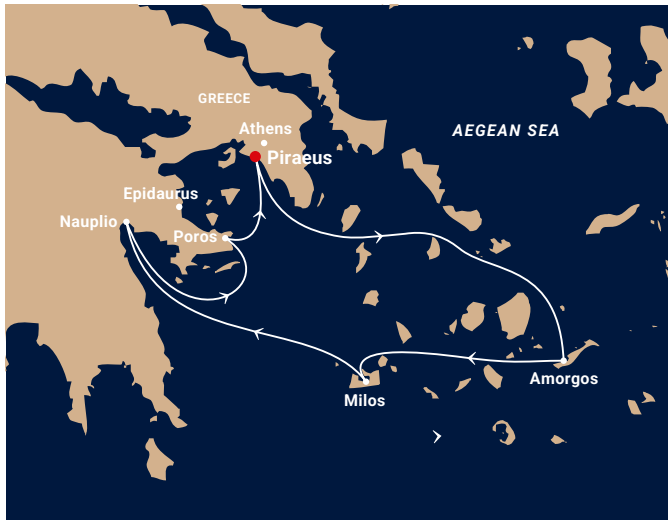 GREECE
Athens
AEGEAN SEA
Piraeus
Epidaurus
Nauplio
Poros
Amorgos
Milos